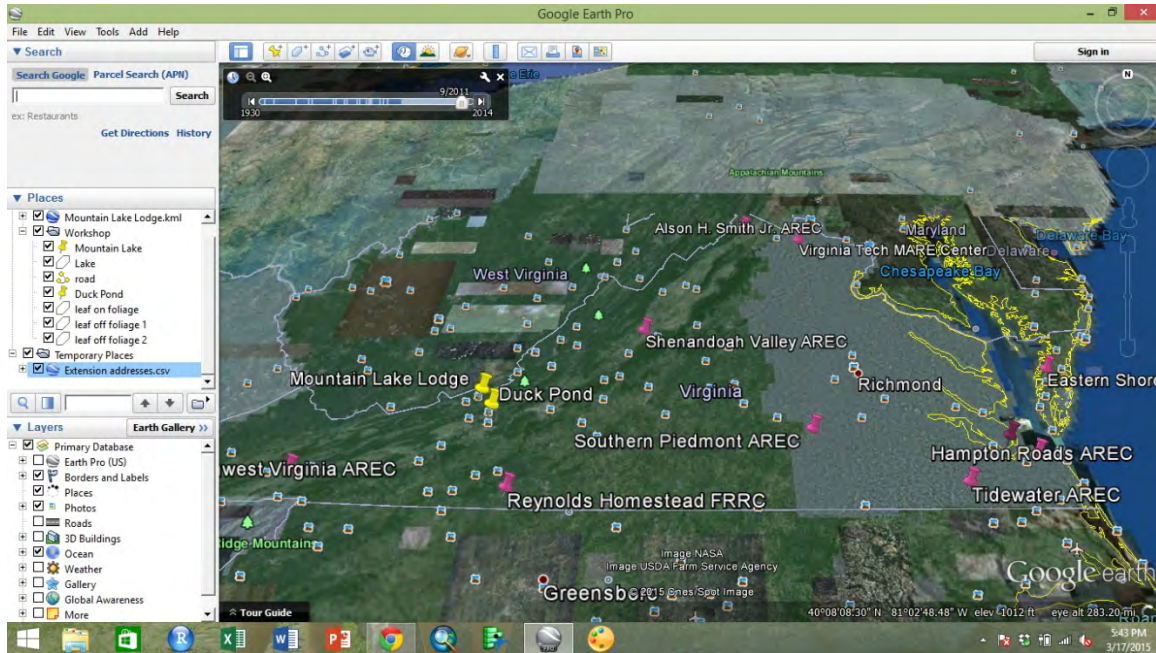 Google Earth Pro
File Edit View Tools Add Help
▼ Search
Sign in
Search Google Parcel Search (APN)
Search
ex: Restaurants
Get Directions History
9/2011
1930 2014
N
▼ Places
Mountain Lake Lodge.kml
Workshop
Mountain Lake
Lake
road
Duck Pond
leaf on foliage
leaf off foliage 1
leaf off foliage 2
Temporary Places
Extension addresses.csv
▼ Layers
Earth Gallery >>
Primary Database
Earth Pro (US)
Borders and Labels
Places
Photos
Roads
3D Buildings
Ocean
Weather
Gallery
Global Awareness
More
Erie
Appalachian Mountains
Alson H. Smith Jr. AREC
Maryland
Delaware Bay
Virginia Tech MARE Center
Delaware
Chesapeake Bay
West Virginia
Shenandoah Valley AREC
Mountain Lake Lodge
Duck Pond
Virginia
Richmond
Eastern Shore
Southern Piedmont AREC
Hampton Roads AREC
west Virginia AREC
Reynolds Homestead FRRC
Tidewater AREC
idge Mountains
Image NASA
Image USDA Farm Service Agency
Greensbo
© 2015 Cnes/Spot Image
Google earth
Tour Guide
40°08'08.30" N 81°02'48.48" W elev 1012 ft eye alt 283.20 mi
5:43 PM
3/17/2015